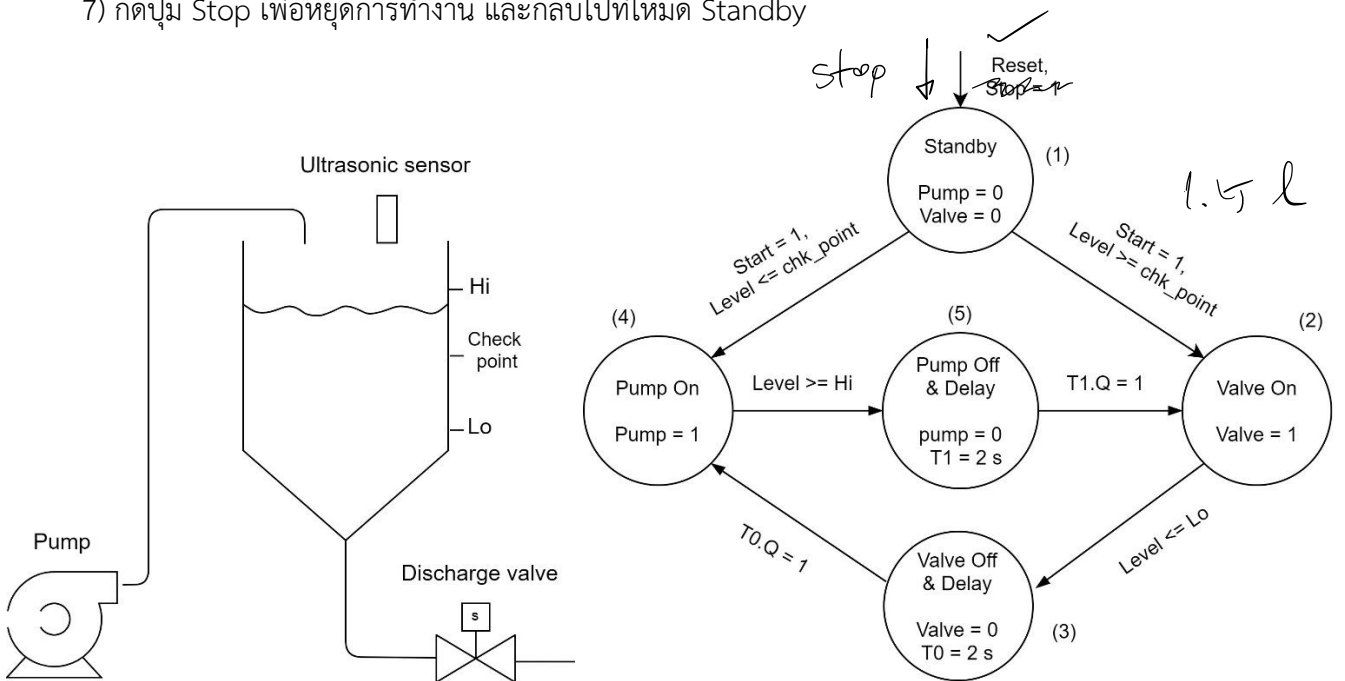 7) กดปุ่ม Stop เพื่อหยุดการทำงาน และกลับไปที่โหมด Standby
stop
Reset,
Stop = 1
Standby
Pump = 0
Valve = 0
(1)
1.5 l
Ultrasonic sensor
Hi
Check
point
Lo
Pump
Discharge valve
s
Start = 1,
Level <= chk_point
Start = 1,
Level >= chk_point
(4)
Pump On
Pump = 1
Level >= Hi
(5)
Pump Off
& Delay
pump = 0
T1 = 2 s
T1.Q = 1
(2)
Valve On
Valve = 1
T0.Q = 1
Level <= Lo
Valve Off
& Delay
Valve = 0
T0 = 2 s
(3)